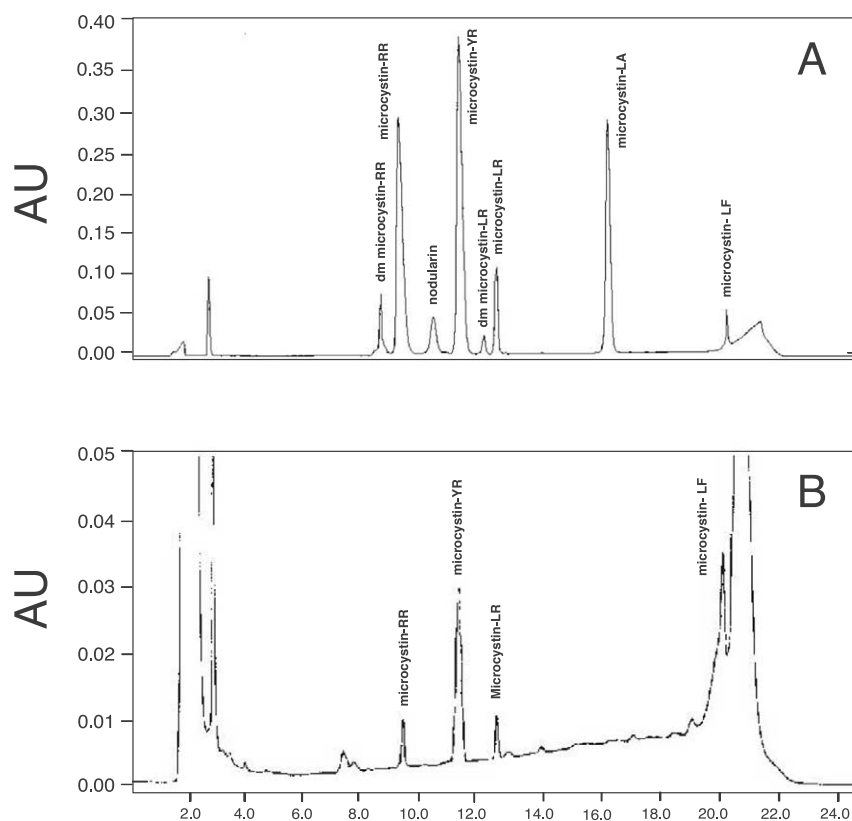 A
AU
0.40
0.35
0.30
0.25
0.20
0.10
0.05
0.00
dm microcystin-RR
microcystin-RR
nodularin
microcystin-YR
dm microcystin-LR
microcystin-LR
microcystin-LA
microcystin- LF
B
AU
0.05
0.04
0.03
0.02
0.01
0.00
microcystin-RR
microcystin-YR
Microcystin-LR
microcystin- LF
2.0 4.0 6.0 8.0 10.0 12.0 14.0 16.0 18.0 20.0 22.0 24.0